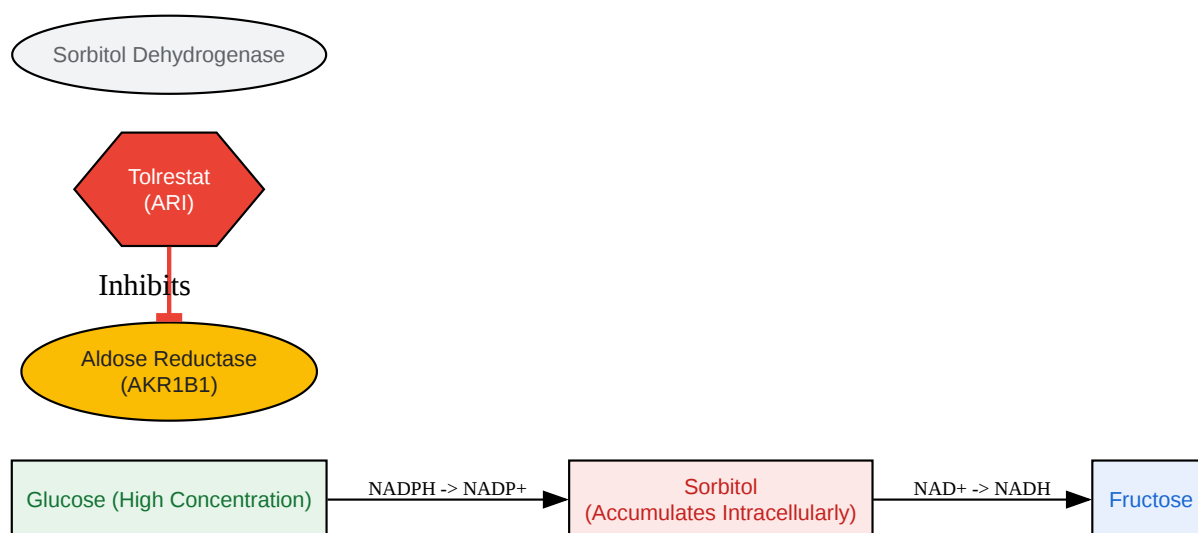 Sorbitol Dehydrogenase
Tolrestat
(ARI)
Inhibits
Aldose Reductase
(AKR1B1)
Glucose (High Concentration)
NADPH -> NADP+
Sorbitol
(Accumulates Intracellularly)
NAD+ -> NADH
Fructose